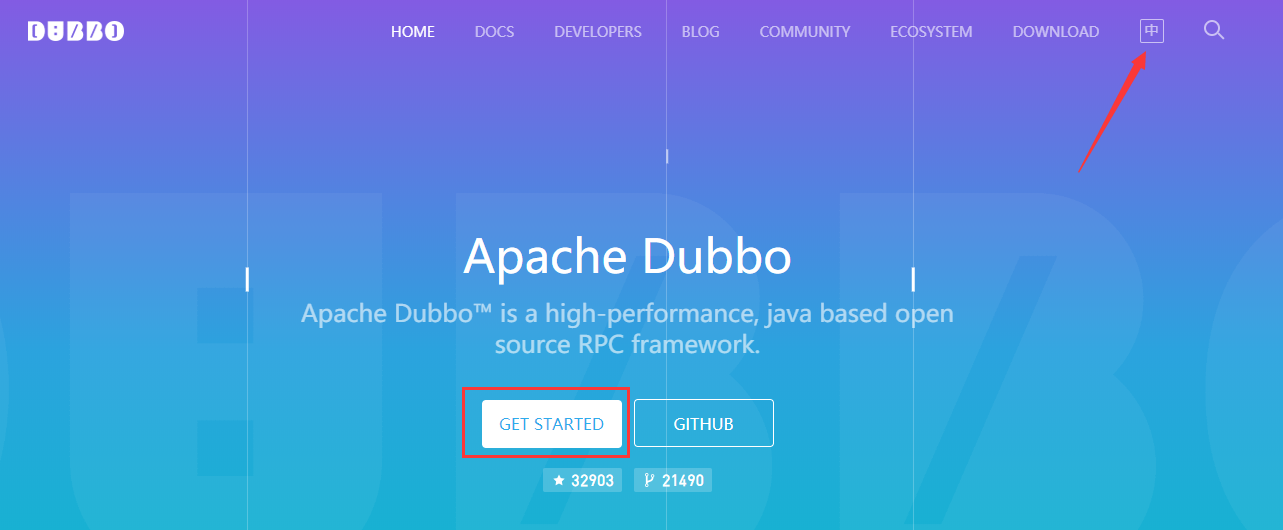 DUBBO
HOME DOCS DEVELOPERS BLOG COMMUNITY ECOSYSTEM DOWNLOAD 中
Apache Dubbo
Apache Dubbo™ is a high-performance, java based open
source RPC framework.
GET STARTED GITHUB
32903 21490